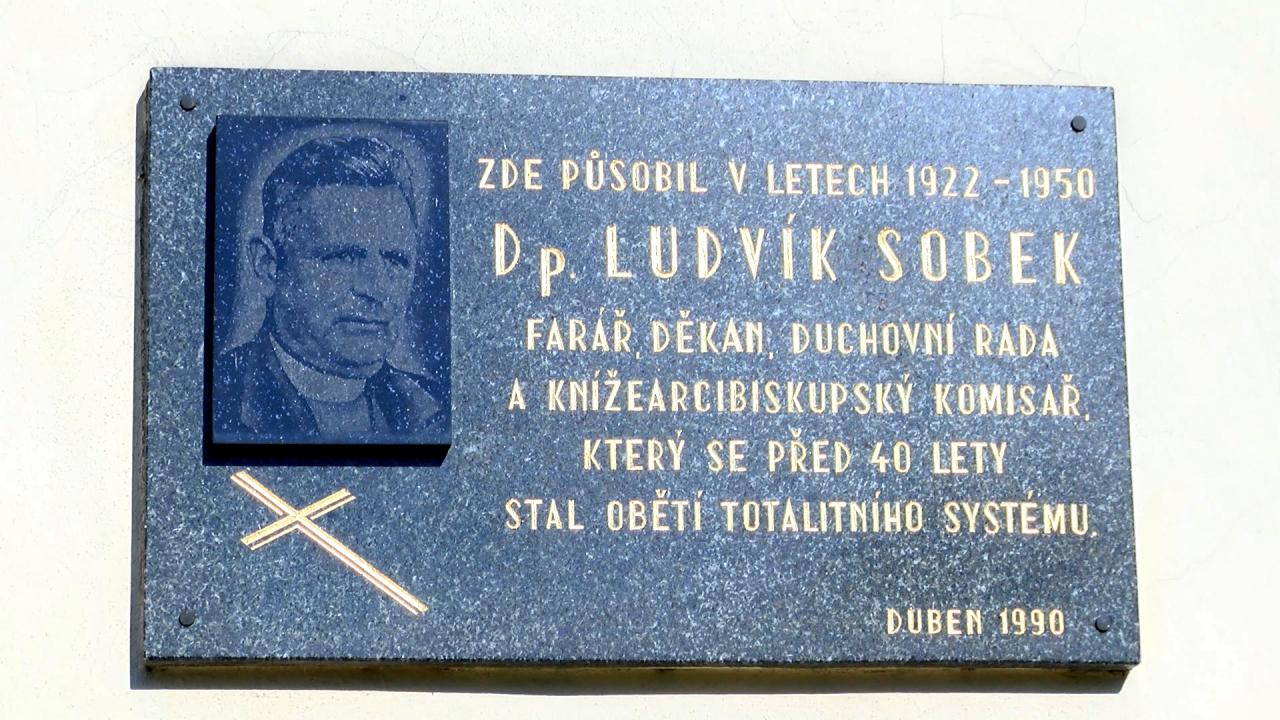 ZDE PŮSOBIL V LETECH 1922 – 1950
Dp. LUDVÍK SOBEK
FARÁŘ, DĚKAN, DUCHOVNÍ RADA
A KNÍŽEARCIBISKUPSKÝ KOMISAŘ,
KTERÝ SE PŘED 40 LETY
STAL OBĚTÍ TOTALITNÍHO SYSTÉMU.
DUBEN 1990